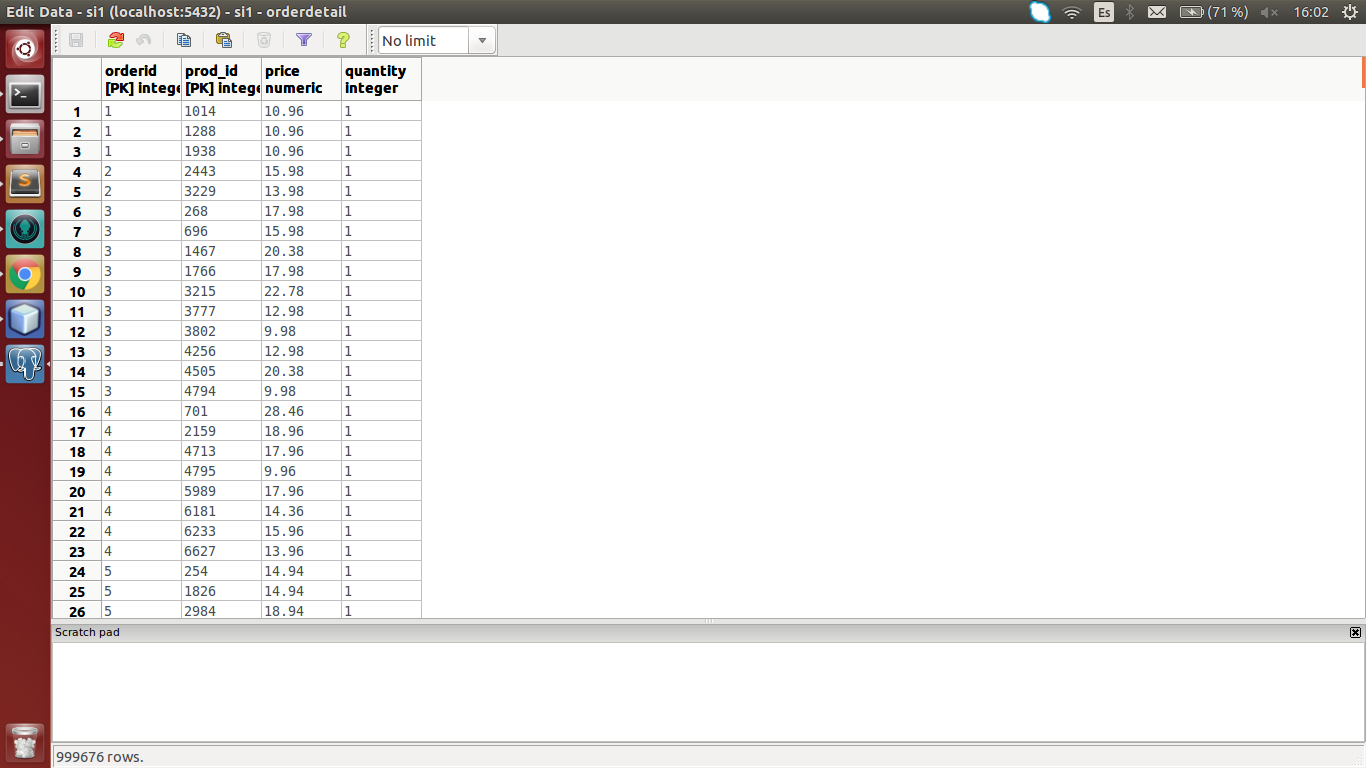 Edit Data - si1 (localhost:5432) - si1 - orderdetail Es (71 %) 16:02
No limit
orderid prod_id price quantity
[PK] intege [PK] intege numeric integer
1 1 1014 10.96 1
2 1 1288 10.96 1
3 1 1938 10.96 1
4 2 2443 15.98 1
5 2 3229 13.98 1
6 3 268 17.98 1
7 3 696 15.98 1
8 3 1467 20.38 1
9 3 1766 17.98 1
10 3 3215 22.78 1
11 3 3777 12.98 1
12 3 3802 9.98 1
13 3 4256 12.98 1
14 3 4505 20.38 1
15 3 4794 9.98 1
16 4 701 28.46 1
17 4 2159 18.96 1
18 4 4713 17.96 1
19 4 4795 9.96 1
20 4 5989 17.96 1
21 4 6181 14.36 1
22 4 6233 15.96 1
23 4 6627 13.96 1
24 5 254 14.94 1
25 5 1826 14.94 1
26 5 2984 18.94 1
Scratch pad
999676 rows.